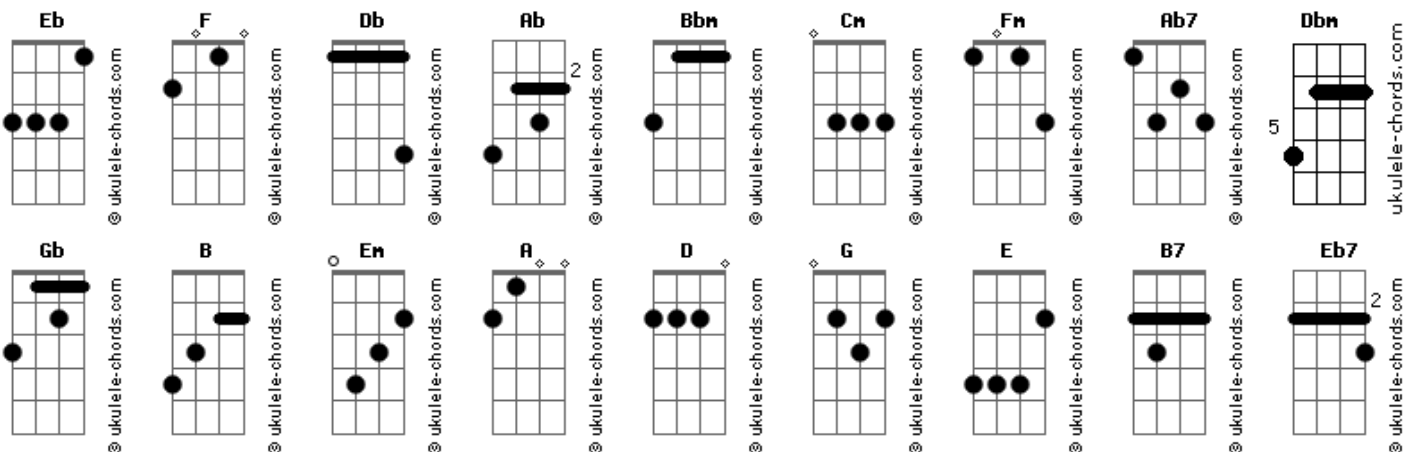 Eb F Db Ab Bbm Cm Fm Ab7 Dbm
© ukulele-chords.com © ukulele-chords.com © ukulele-chords.com 2 © ukulele-chords.com © ukulele-chords.com © ukulele-chords.com © ukulele-chords.com © ukulele-chords.com 5 ukulele-chords.com
Gb B Em A D G E B7 Eb7
© ukulele-chords.com © ukulele-chords.com © ukulele-chords.com © ukulele-chords.com © ukulele-chords.com © ukulele-chords.com © ukulele-chords.com © ukulele-chords.com 2 © ukulele-chords.com